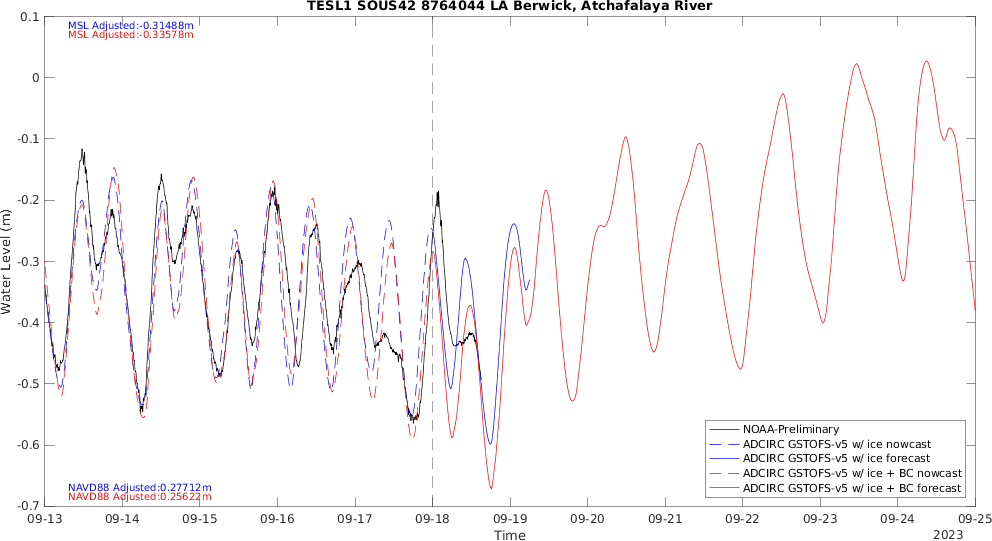 TESL1 SOUS42 8764044 LA Berwick, Atchafalaya River
MSL Adjusted:-0.31488m
MSL Adjusted:-0.33578m
0.1
0
-0.1
-0.2
-0.3
-0.4
-0.5
-0.6
-0.7
Water Level (m)
NAVD88 Adjusted:0.27712m
NAVD88 Adjusted:0.25622m
NOAA-Preliminary
ADCIRC GSTOFS-v5 w/ ice nowcast
ADCIRC GSTOFS-v5 w/ ice forecast
ADCIRC GSTOFS-v5 w/ ice + BC nowcast
ADCIRC GSTOFS-v5 w/ ice + BC forecast
09-13 09-14 09-15 09-16 09-17 09-18 09-19 09-20 09-21 09-22 09-23 09-24 09-25
Time
2023